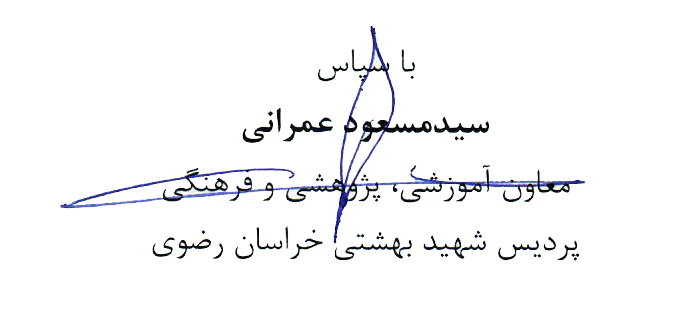 با سپاس
سیدمسعود عمرانی
معاون آموزشی، پژوهشی و فرهنگی
پردیس شهید بهشتی خراسان رضوی